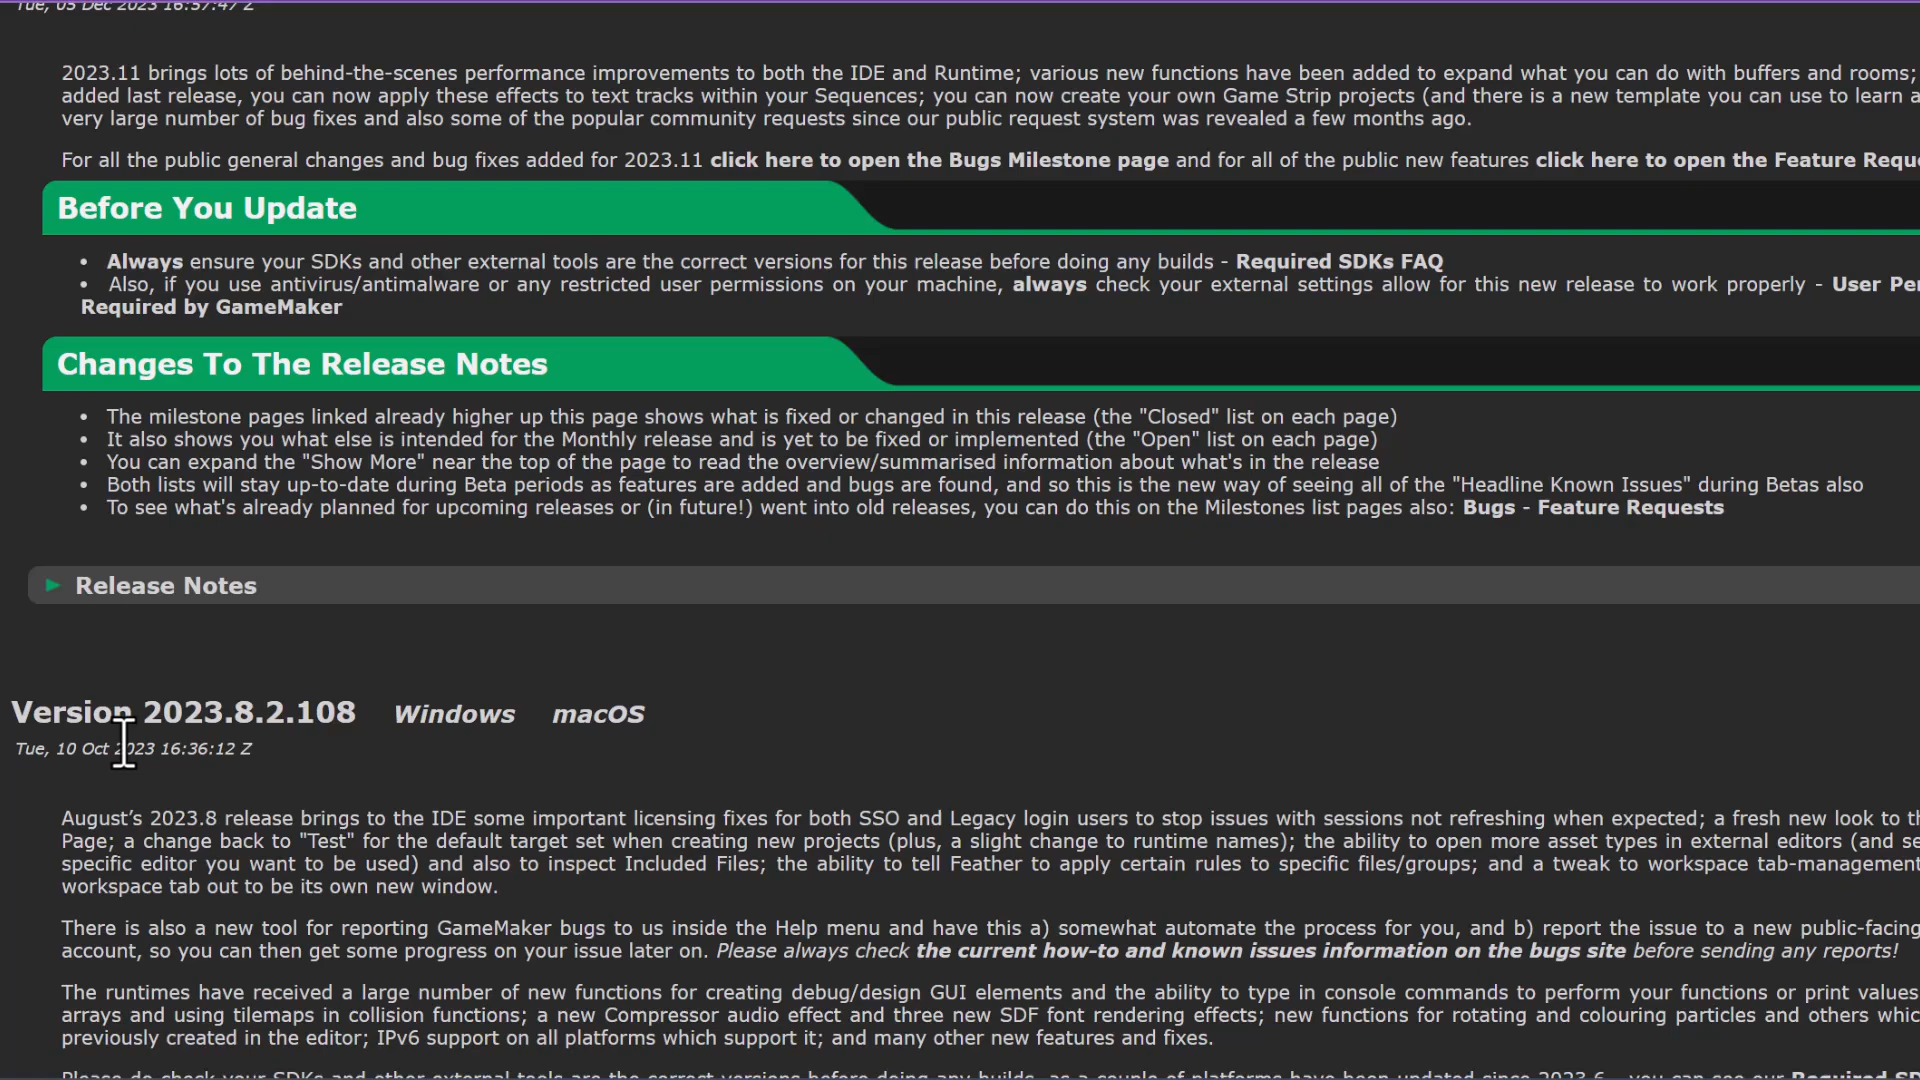 Tue, 05 Dec 2023 16:57:47 Z
2023.11 brings lots of behind-the-scenes performance improvements to both the IDE and Runtime; various new functions have been added to expand what you can do with buffers and rooms;
added last release, you can now apply these effects to text tracks within your Sequences; you can now create your own Game Strip projects (and there is a new template you can use to learn a
very large number of bug fixes and also some of the popular community requests since our public request system was revealed a few months ago.
For all the public general changes and bug fixes added for 2023.11 click here to open the Bugs Milestone page and for all of the public new features click here to open the Feature Reque
Before You Update
• Always ensure your SDKs and other external tools are the correct versions for this release before doing any builds - Required SDKs FAQ
• Also, if you use antivirus/antimalware or any restricted user permissions on your machine, always check your external settings allow for this new release to work properly - User Per
Required by GameMaker
Changes To The Release Notes
• The milestone pages linked already higher up this page shows what is fixed or changed in this release (the "Closed" list on each page)
• It also shows you what else is intended for the Monthly release and is yet to be fixed or implemented (the "Open" list on each page)
• You can expand the "Show More" near the top of the page to read the overview/summarised information about what's in the release
• Both lists will stay up-to-date during Beta periods as features are added and bugs are found, and so this is the new way of seeing all of the "Headline Known Issues" during Betas also
• To see what's already planned for upcoming releases or (in future!) went into old releases, you can do this on the Milestones list pages also: Bugs - Feature Requests
Release Notes
Version 2023.8.2.108 Windows macOS
Tue, 10 Oct 2023 16:36:12 Z
August's 2023.8 release brings to the IDE some important licensing fixes for both SSO and Legacy login users to stop issues with sessions not refreshing when expected; a fresh new look to th
Page; a change back to "Test" for the default target set when creating new projects (plus, a slight change to runtime names); the ability to open more asset types in external editors (and se
specific editor you want to be used) and also to inspect Included Files; the ability to tell Feather to apply certain rules to specific files/groups; and a tweak to workspace tab-management
workspace tab out to be its own new window.
There is also a new tool for reporting GameMaker bugs to us inside the Help menu and have this a) somewhat automate the process for you, and b) report the issue to a new public-facing
account, so you can then get some progress on your issue later on. Please always check the current how-to and known issues information on the bugs site before sending any reports!
The runtimes have received a large number of new functions for creating debug/design GUI elements and the ability to type in console commands to perform your functions or print values
arrays and using tilemaps in collision functions; a new Compressor audio effect and three new SDF font rendering effects; new functions for rotating and colouring particles and others whic
previously created in the editor; IPv6 support on all platforms which support it; and many other new features and fixes.
Please do check your SDKs and other external tools are the correct versions before doing any builds, as a couple of platforms have been updated since 2023.6 - you can see our Required SD